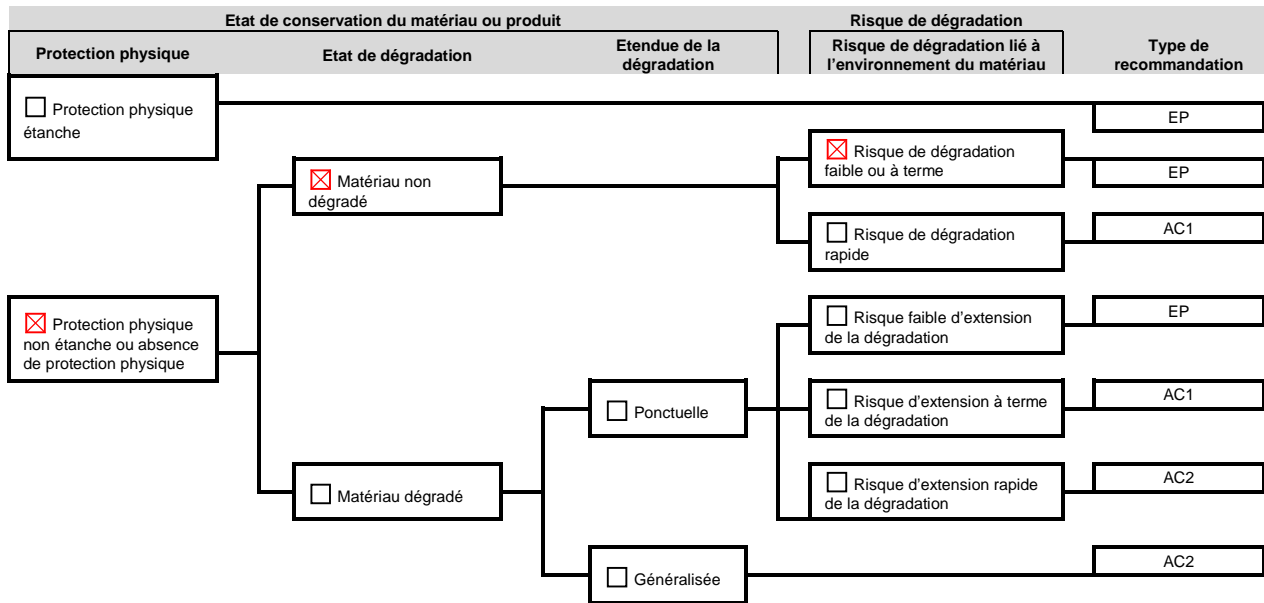 Etat de conservation du matériau ou produit
Risque de dégradation
Protection physique
Etat de dégradation
Etendue de la
dégradation
Risque de dégradation lié à
l'environnement du matériau
Type de
recommandation
Protection physique
étanche
EP
Matériau non
dégradé
Risque de dégradation
faible ou à terme
EP
Risque de dégradation
rapide
AC1
Protection physique
non étanche ou absence
de protection physique
Risque faible d'extension
de la dégradation
EP
Ponctuelle
Risque d'extension à terme
de la dégradation
AC1
Matériau dégradé
Risque d'extension rapide
de la dégradation
AC2
Généralisée
AC2